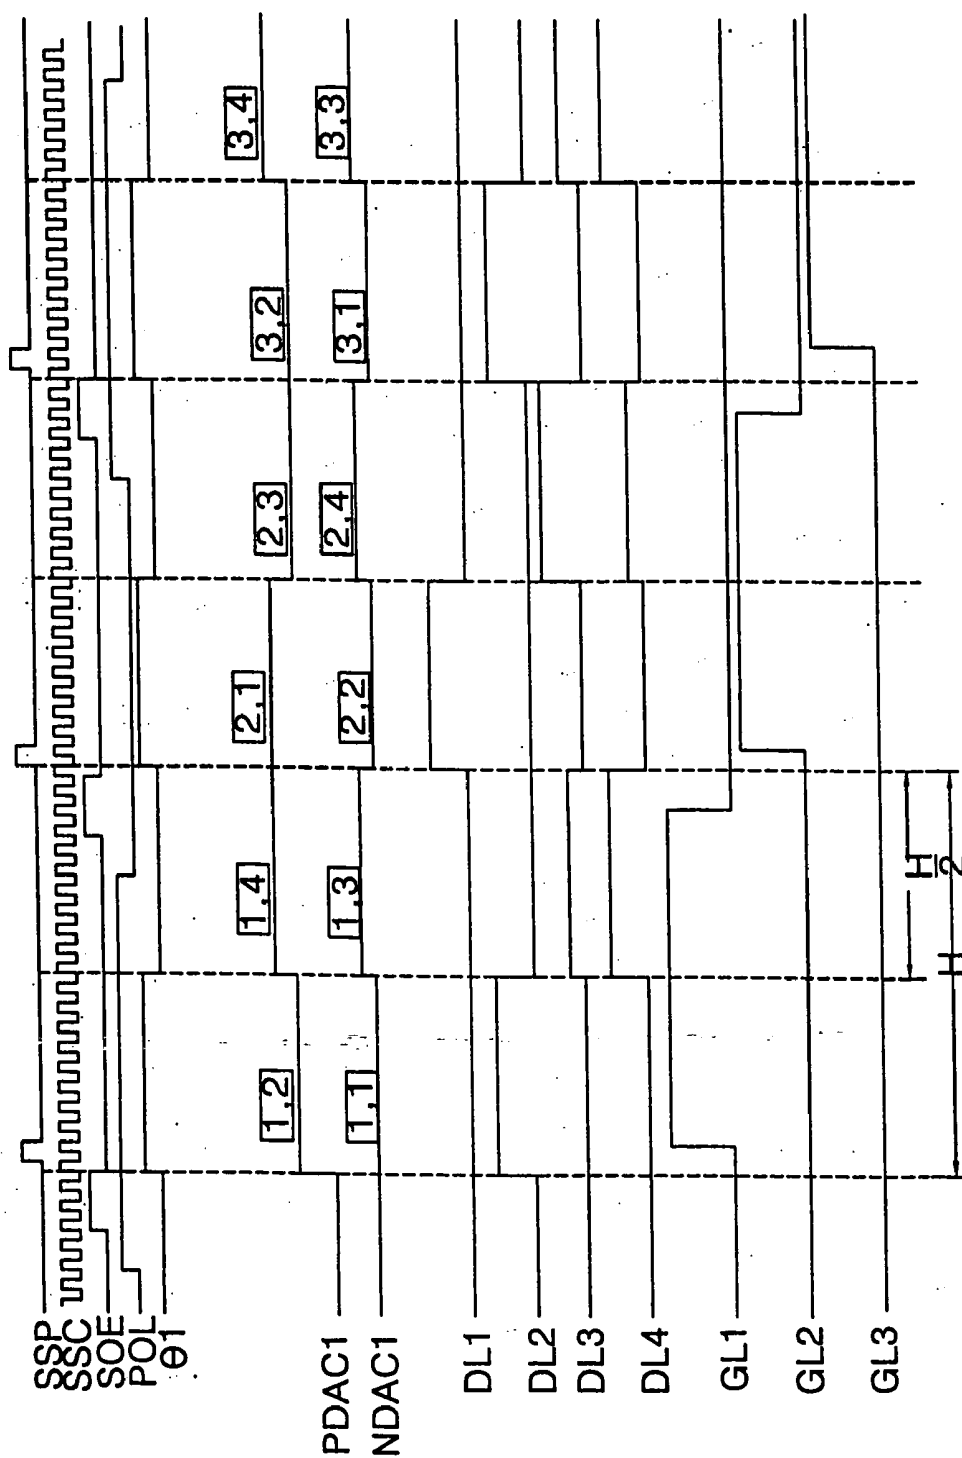 SSP
SSC
SOE
POL
θ1
PDAC1 1,2 1,4 2,1 2,3 3,2 3,4
NDAC1 1,1 1,3 2,2 2,4 3,1 3,3
DL1
DL2
DL3
DL4
GL1
GL2
GL3
H
2
H